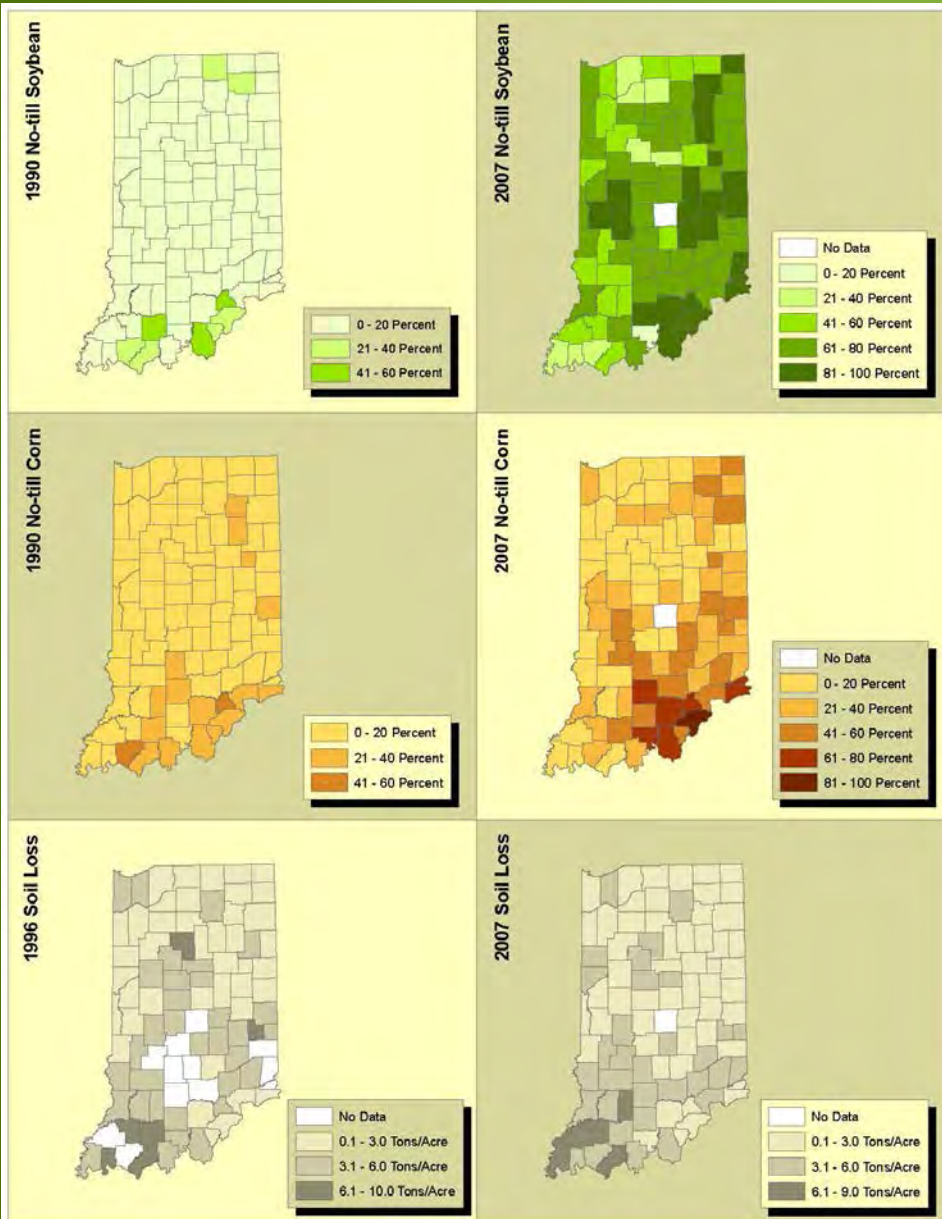 1990 No-till Soybean
0 - 20 Percent
21 - 40 Percent
41 - 60 Percent
2007 No-till Soybean
No Data
0 - 20 Percent
21 - 40 Percent
41 - 60 Percent
61 - 80 Percent
81 - 100 Percent
1990 No-till Corn
0 - 20 Percent
21 - 40 Percent
41 - 60 Percent
2007 No-till Corn
No Data
0 - 20 Percent
21 - 40 Percent
41 - 60 Percent
61 - 80 Percent
81 - 100 Percent
1996 Soil Loss
No Data
0.1 - 3.0 Tons/Acre
3.1 - 6.0 Tons/Acre
6.1 - 10.0 Tons/Acre
2007 Soil Loss
No Data
0.1 - 3.0 Tons/Acre
3.1 - 6.0 Tons/Acre
6.1 - 9.0 Tons/Acre